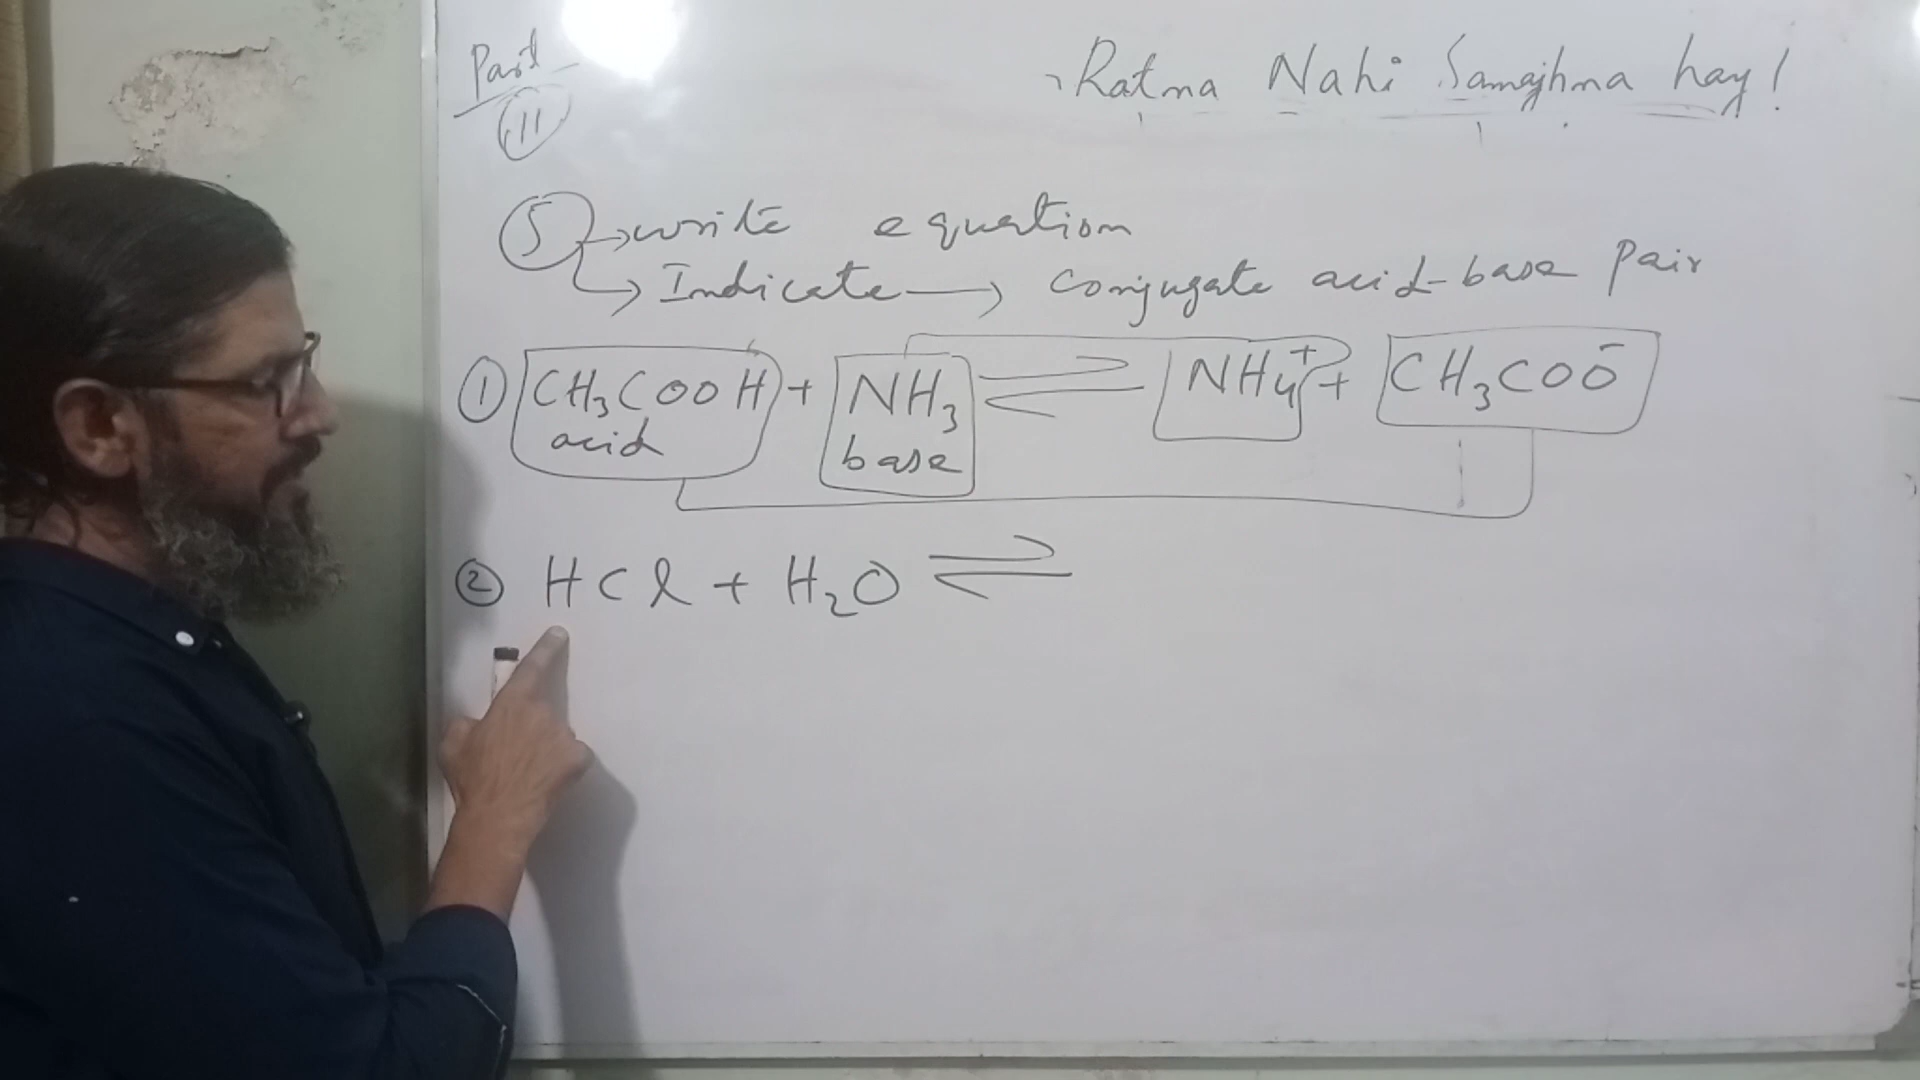 Part
11
Ratna Nahi Samajhna hay!
5 → write equation
↳ Indicate → Conjugate acid-base Pair
① CH₃COOH + NH₃ ⇌ NH₄⁺ + CH₃COO⁻
acid base
② HCl + H₂O ⇌